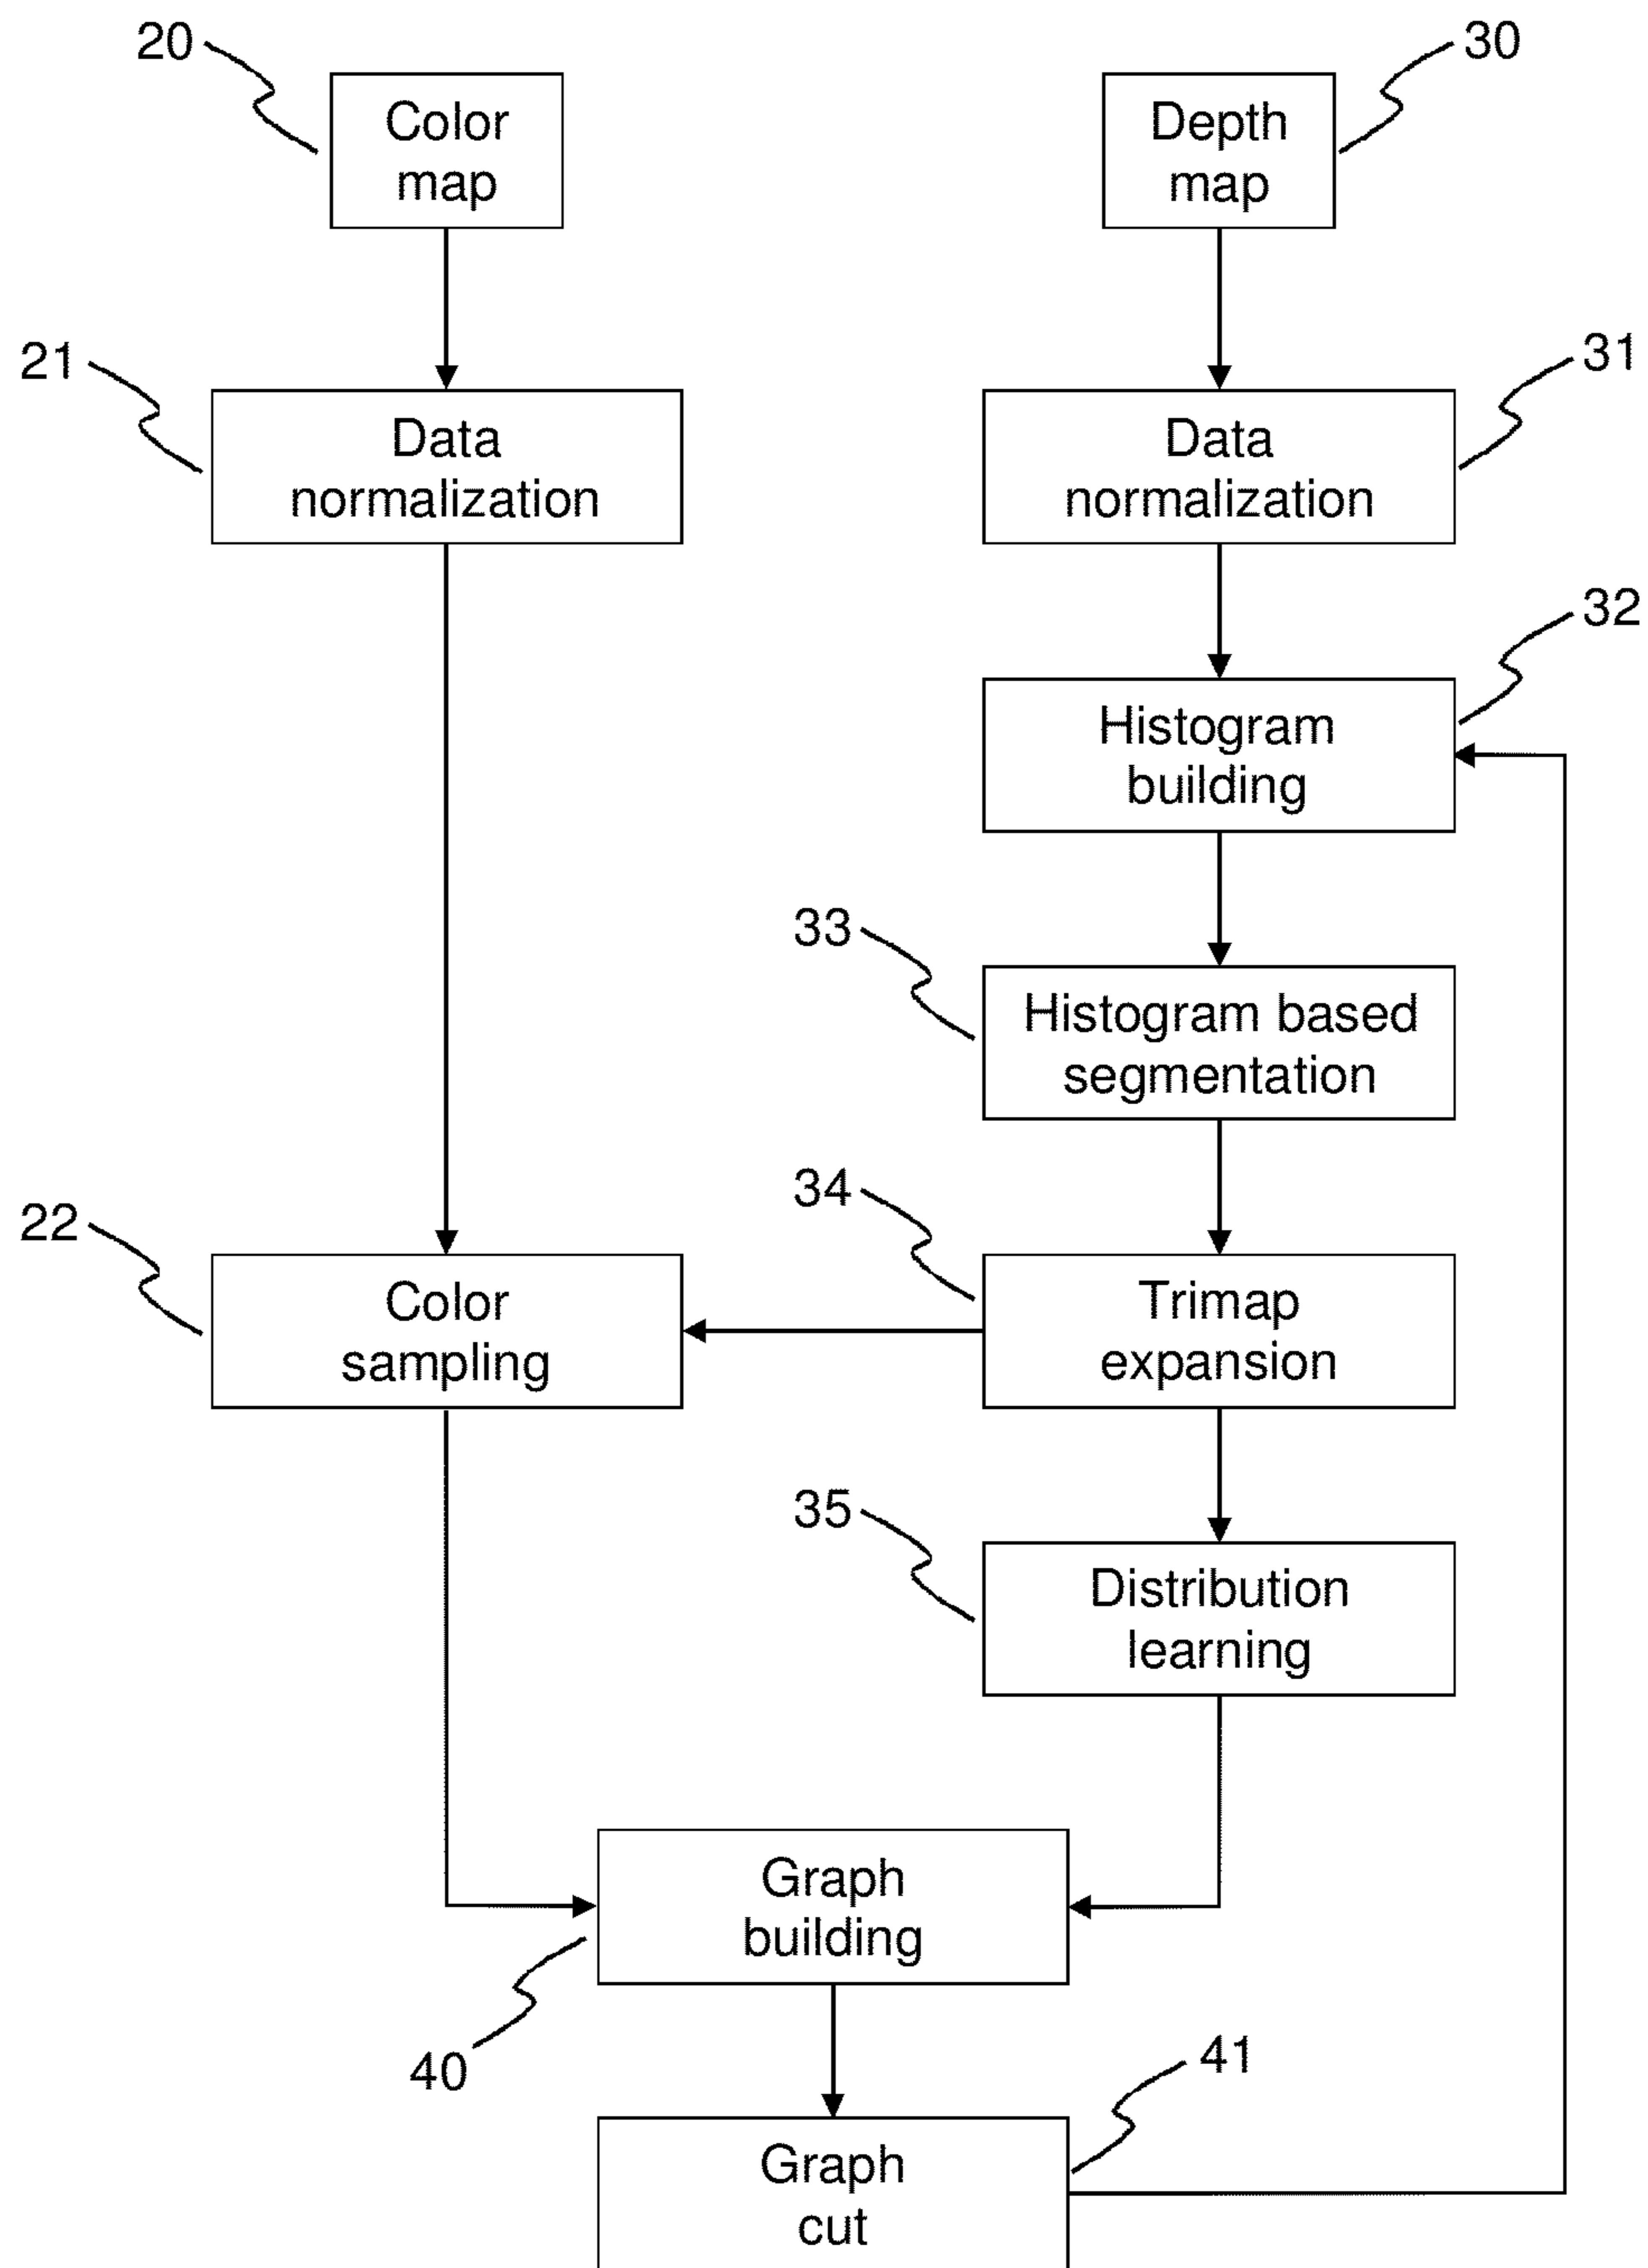 20
Color
map
30
Depth
map
21
Data
normalization
31
Data
normalization
32
Histogram
building
33
Histogram based
segmentation
34
22
Color
sampling
Trimap
expansion
35
Distribution
learning
Graph
building
40
41
Graph
cut